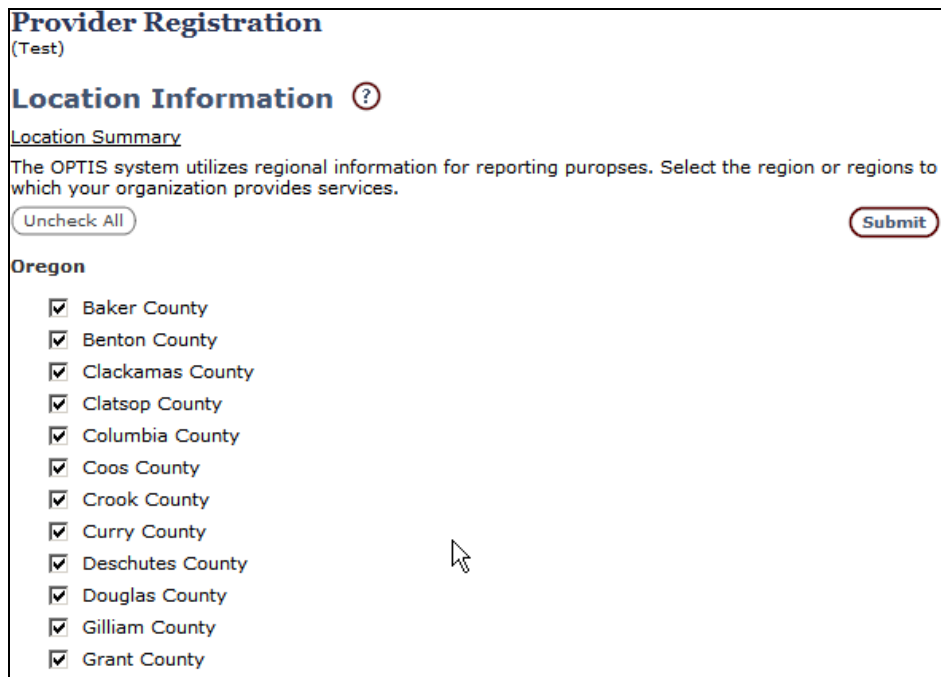 Provider Registration
(Test)
Location Information ?
Location Summary
The OPTIS system utilizes regional information for reporting puropses. Select the region or regions to
which your organization provides services.
Uncheck All Submit
Oregon
Baker County
Benton County
Clackamas County
Clatsop County
Columbia County
Coos County
Crook County
Curry County
Deschutes County
Douglas County
Gilliam County
Grant County